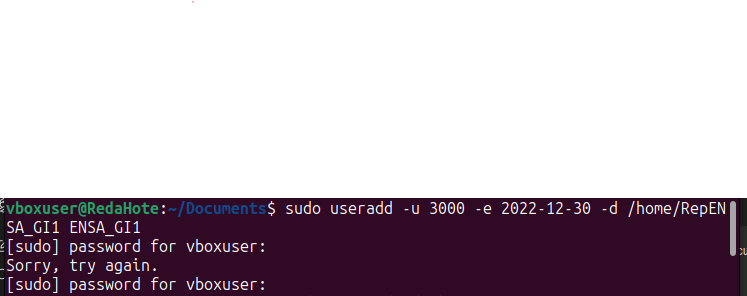 vboxuser@RedaHote:~/Documents$ sudo useradd -u 3000 -e 2022-12-30 -d /home/RepEN
SA_GI1 ENSA_GI1
[sudo] password for vboxuser:
Sorry, try again.
[sudo] password for vboxuser: